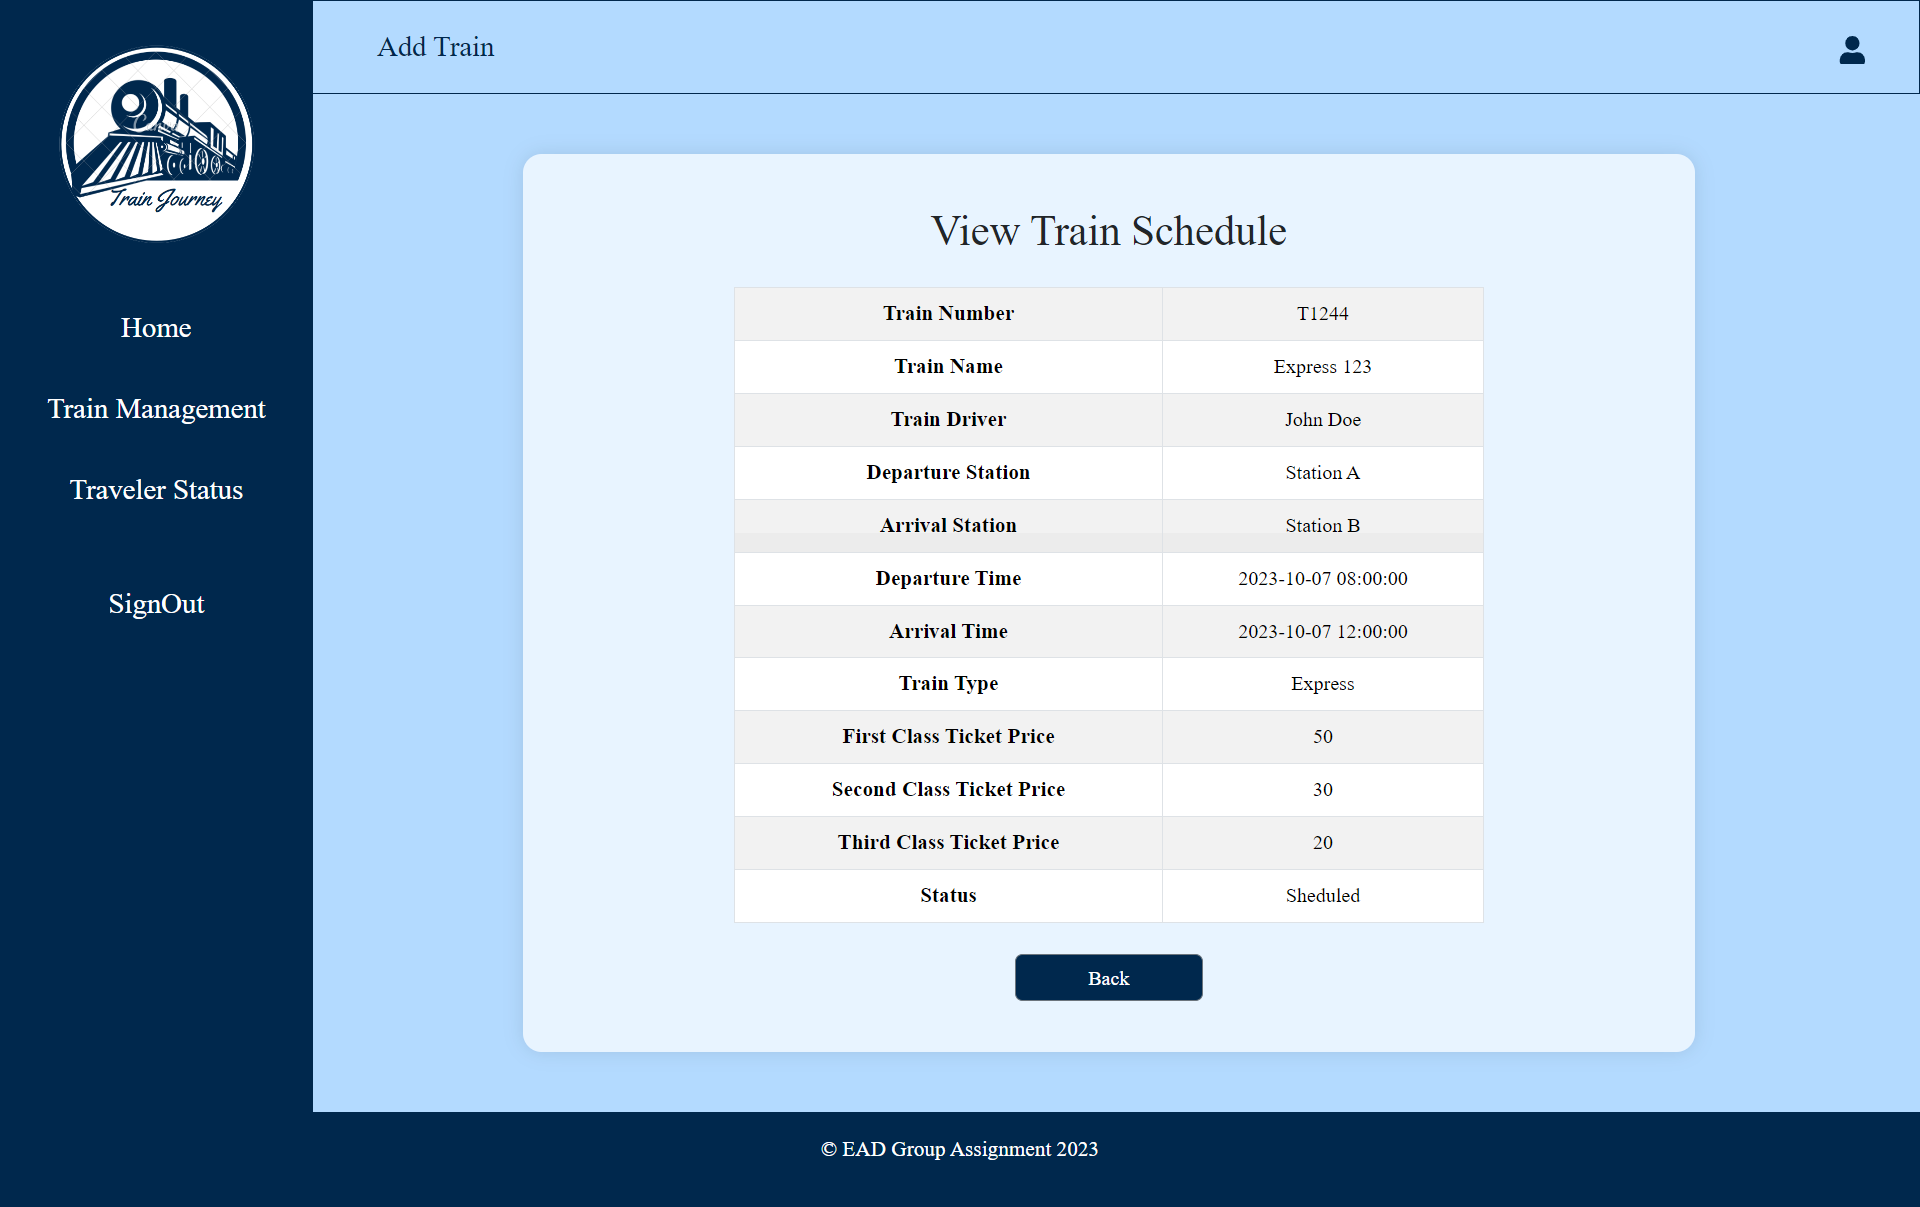 Train Journey
Home
Train Management
Traveler Status
SignOut
Add Train
View Train Schedule
Train Number T1244
Train Name Express 123
Train Driver John Doe
Departure Station Station A
Arrival Station Station B
Departure Time 2023-10-07 08:00:00
Arrival Time 2023-10-07 12:00:00
Train Type Express
First Class Ticket Price 50
Second Class Ticket Price 30
Third Class Ticket Price 20
Status Sheduled
Back
© EAD Group Assignment 2023